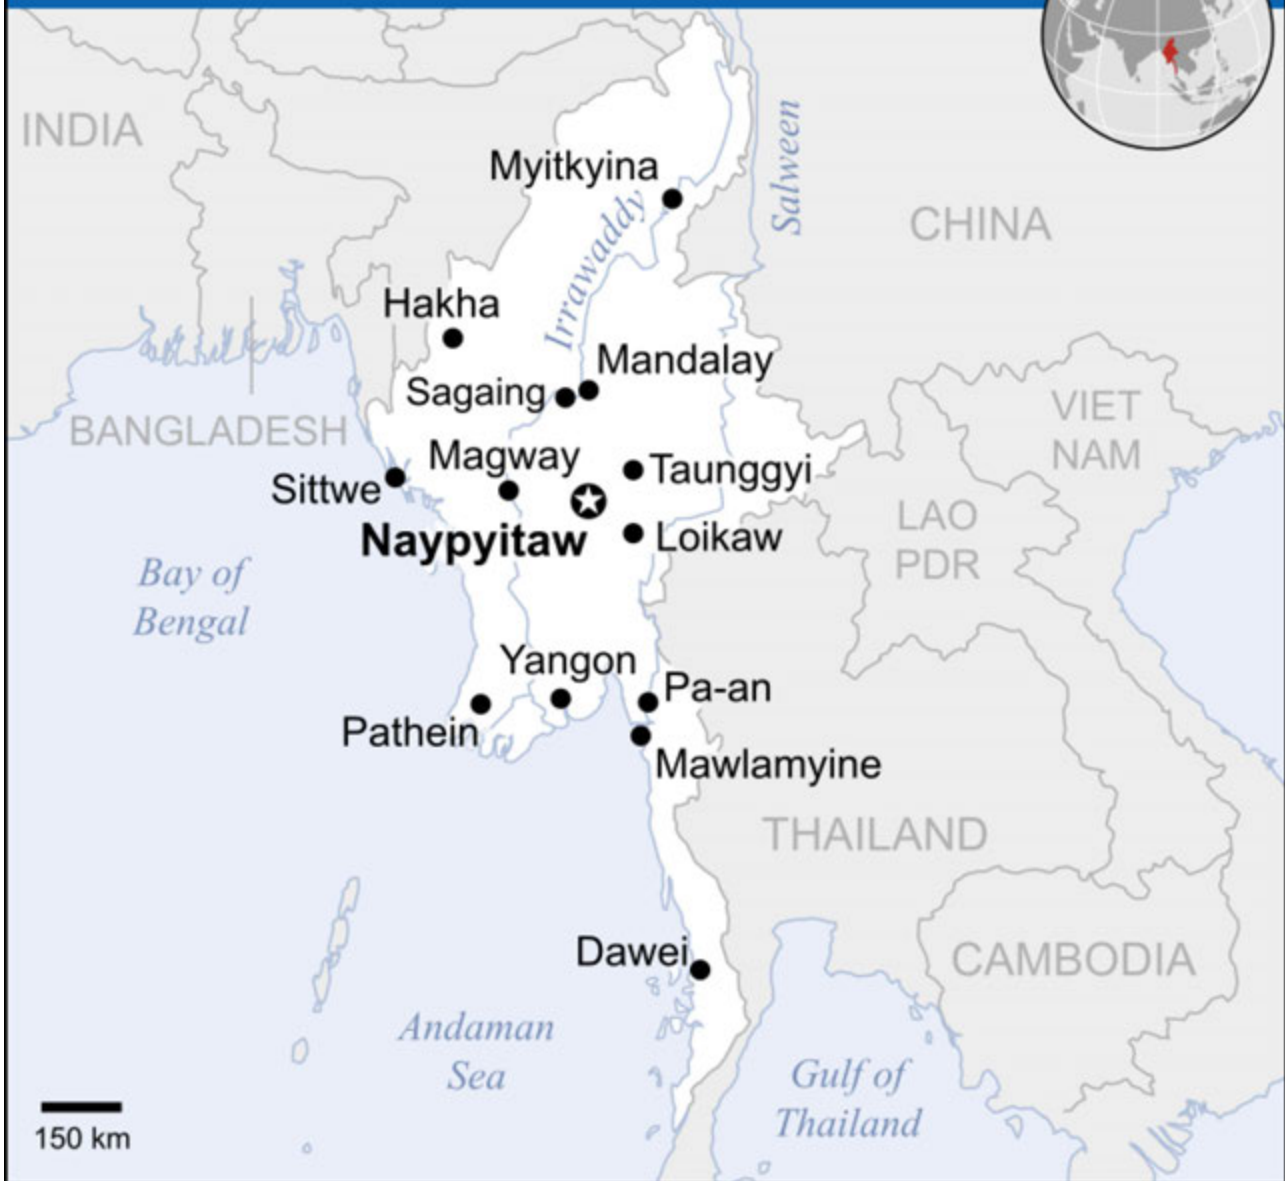 INDIA
Myitkyina
Salween
CHINA
Irrawaddy
Hakha
Mandalay
Sagaing
VIET
NAM
BANGLADESH
Magway
Taunggyi
Sittwe
Naypyitaw
Loikaw
LAO
PDR
Bay of
Bengal
Yangon
Pa-an
Pathein
Mawlamyine
THAILAND
Dawei
CAMBODIA
Andaman
Sea
Gulf of
Thailand
150 km